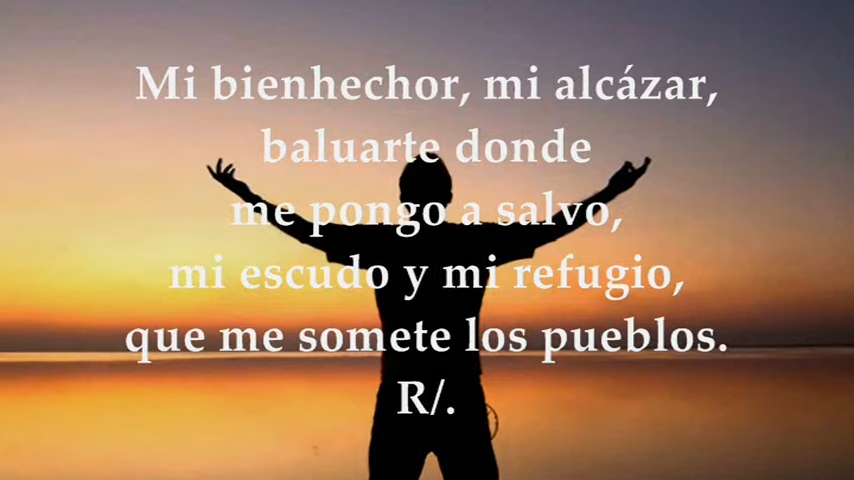 Mi bienhechor, mi alcázar,
baluarte donde
me pongo a salvo,
mi escudo y mi refugio,
que me somete los pueblos.
R/.